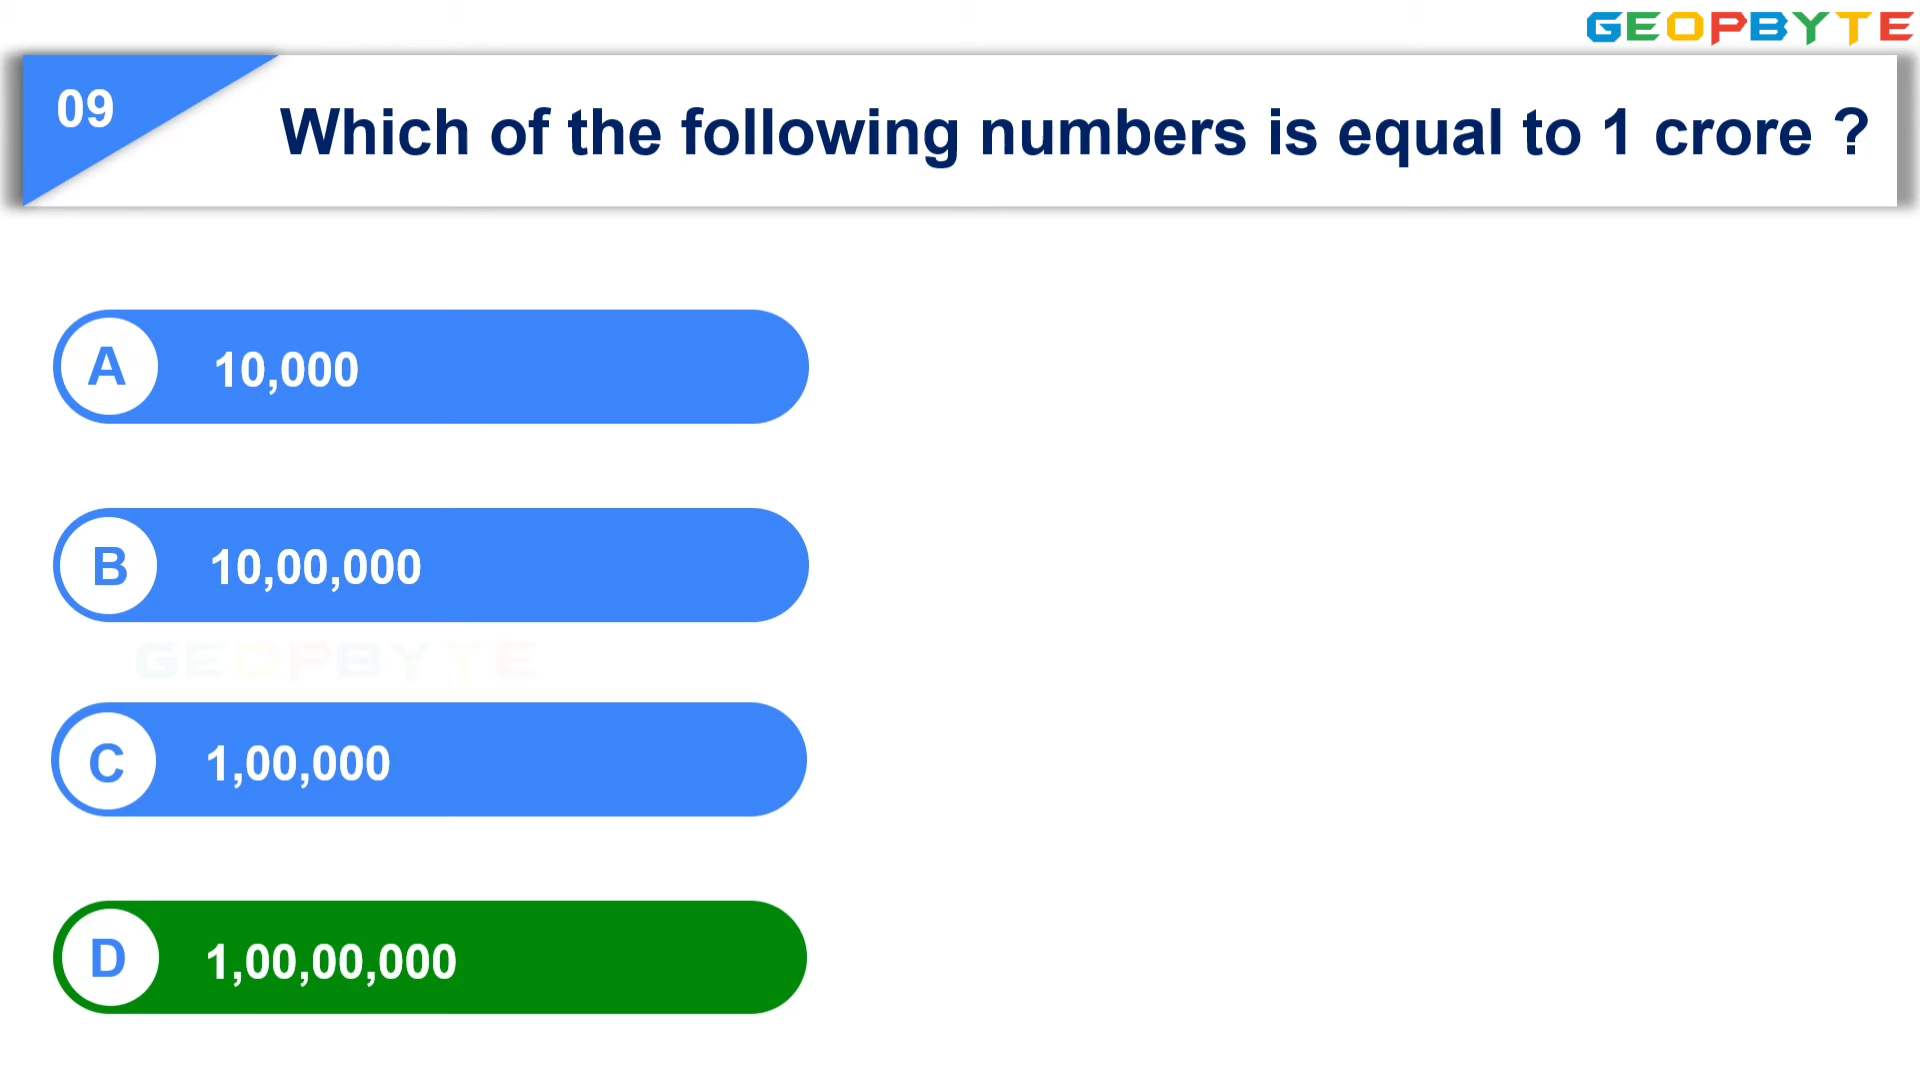 GEOPBYTE
09
Which of the following numbers is equal to 1 crore ?
A 10,000
B 10,00,000
GEOPBYTE
C 1,00,000
D 1,00,00,000